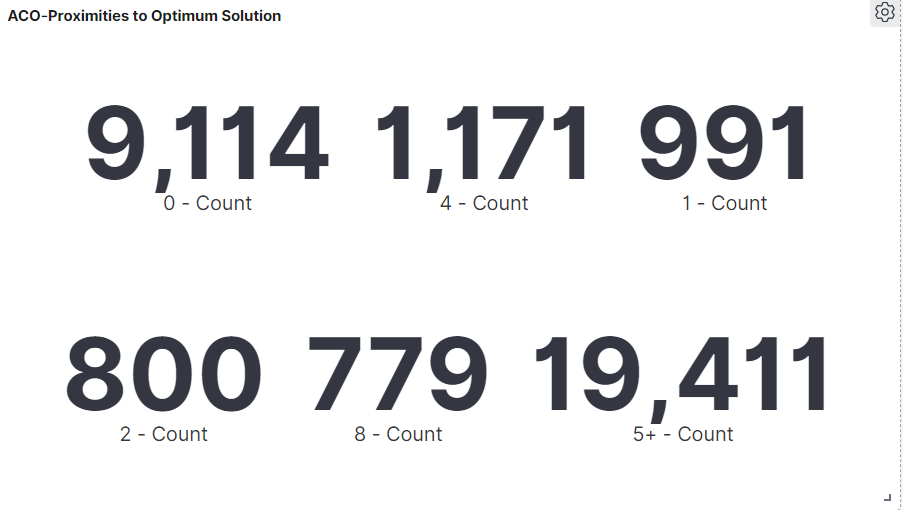 ACO-Proximities to Optimum Solution
9,114 1,171 991
0 - Count 4 - Count 1 - Count
800 779 19,411
2 - Count 8 - Count 5+ - Count